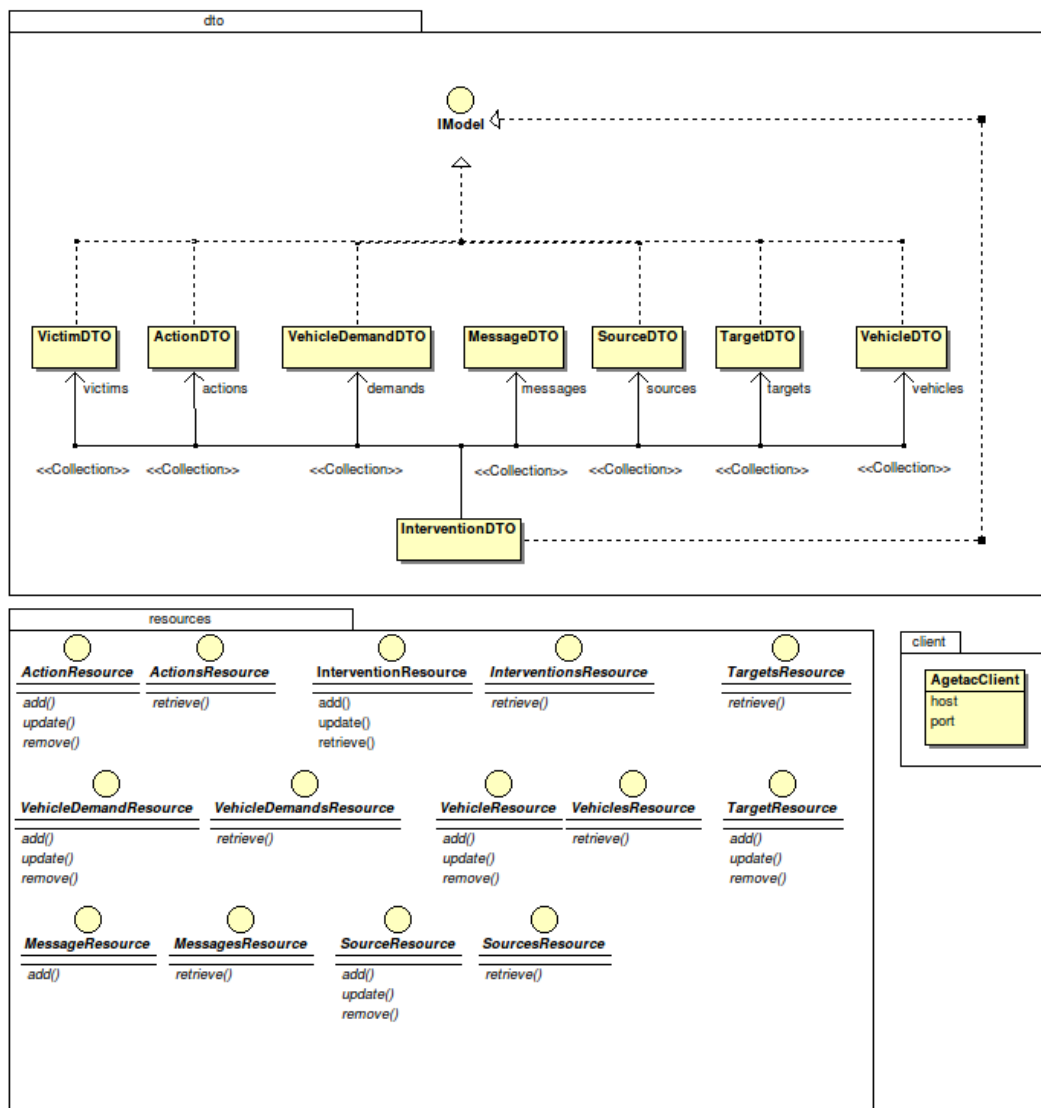 dto
IModel
VictimDTO ActionDTO VehicleDemandDTO MessageDTO SourceDTO TargetDTO VehicleDTO
victims actions demands messages sources targets vehicles
<<Collection>> <<Collection>> <<Collection>> <<Collection>> <<Collection>> <<Collection>> <<Collection>>
InterventionDTO
resources
ActionResource ActionsResource InterventionResource InterventionsResource TargetsResource
add() retrieve() add() retrieve() retrieve()
update() update()
remove() retrieve()
client
AgetacClient
host
port
VehicleDemandResource VehicleDemandsResource VehicleResource VehiclesResource TargetResource
add() retrieve() add() retrieve() add()
update() update() update()
remove() remove() remove()
MessageResource MessagesResource SourceResource SourcesResource
add() retrieve() add() retrieve()
update()
remove()